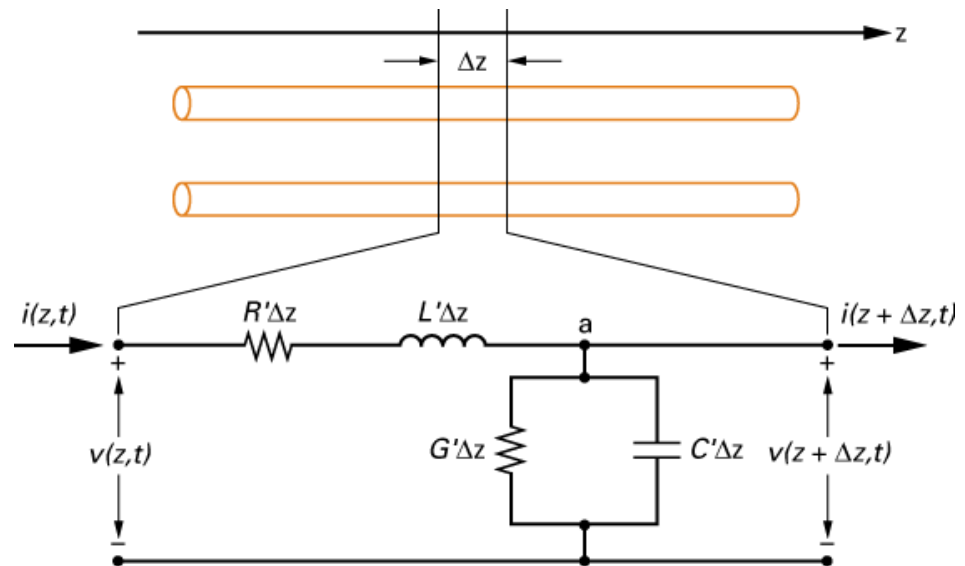 z
Δz
i(z,t)
R'Δz
L'Δz
a
i(z + Δz,t)
+
+
v(z,t)
G'Δz
C'Δz
v(z + Δz,t)
–
–